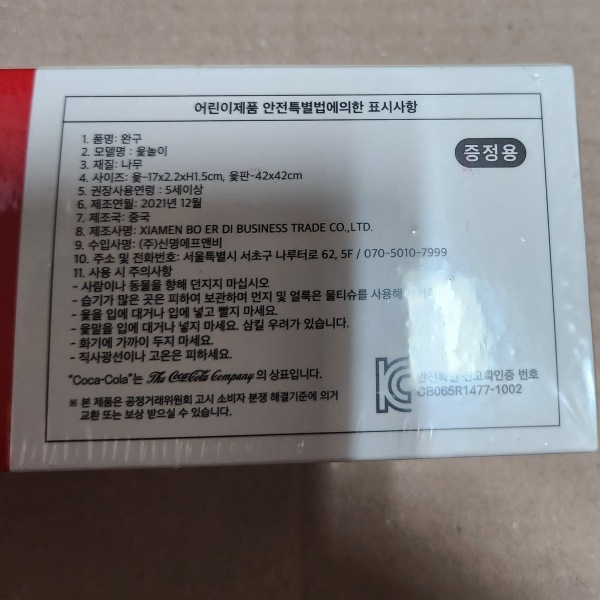 어린이제품 안전특별법에의한 표시사항
증정용
1. 품명: 완구
2. 모델명 : 윷놀이
3. 재질: 나무
4. 사이즈: 윷-17x2.2xH1.5cm, 윷판-42x42cm
5. 권장사용연령 : 5세이상
6. 제조연월: 2021년 12월
7. 제조국: 중국
8. 제조사명: XIAMEN BO ER DI BUSINESS TRADE CO.,LTD.
9. 수입사명: (주)신명에프앤비
10. 주소 및 전화번호: 서울특별시 서초구 나루터로 62, 5F / 070-5010-7999
11. 사용 시 주의사항
- 사람이나 동물을 향해 던지지 마십시오
- 습기가 많은 곳은 피하여 보관하며 먼지 및 얼룩은 물티슈를 사용해
- 윷을 입에 대거나 입에 넣고 빨지 마세요.
- 윷말을 입에 대거나 넣지 마세요. 삼킬 우려가 있습니다.
- 화기에 가까이 두지 마세요.
- 직사광선이나 고온은 피하세요.
"Coca-Cola"는 The Coca-Cola Company 의 상표입니다.
※ 본 제품은 공정거래위원회 고시 소비자 분쟁 해결기준에 의거
교환 또는 보상 받으실 수 있습니다.
안전확인 신고확인증 번호
CB065R1477-1002